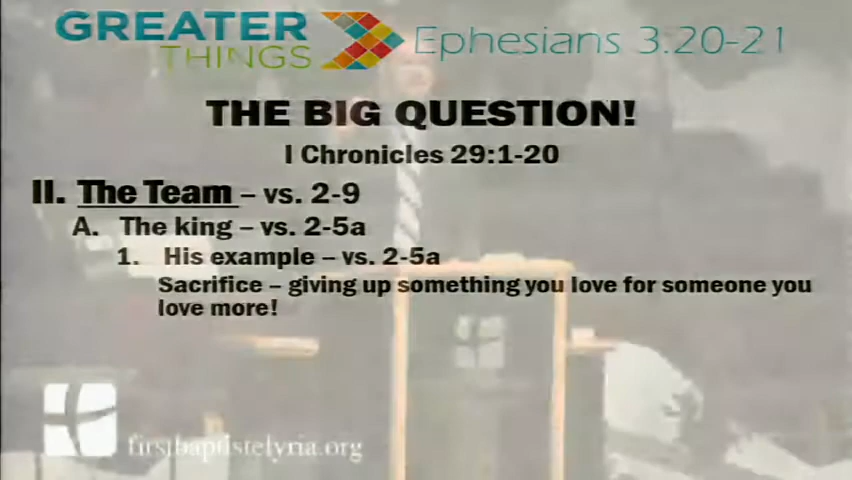 GREATER
THINGS
Ephesians 3.20-21
THE BIG QUESTION!
I Chronicles 29:1-20
II. The Team – vs. 2-9
A. The king – vs. 2-5a
1. His example – vs. 2-5a
Sacrifice – giving up something you love for someone you
love more!
firstbaptistelyria.org